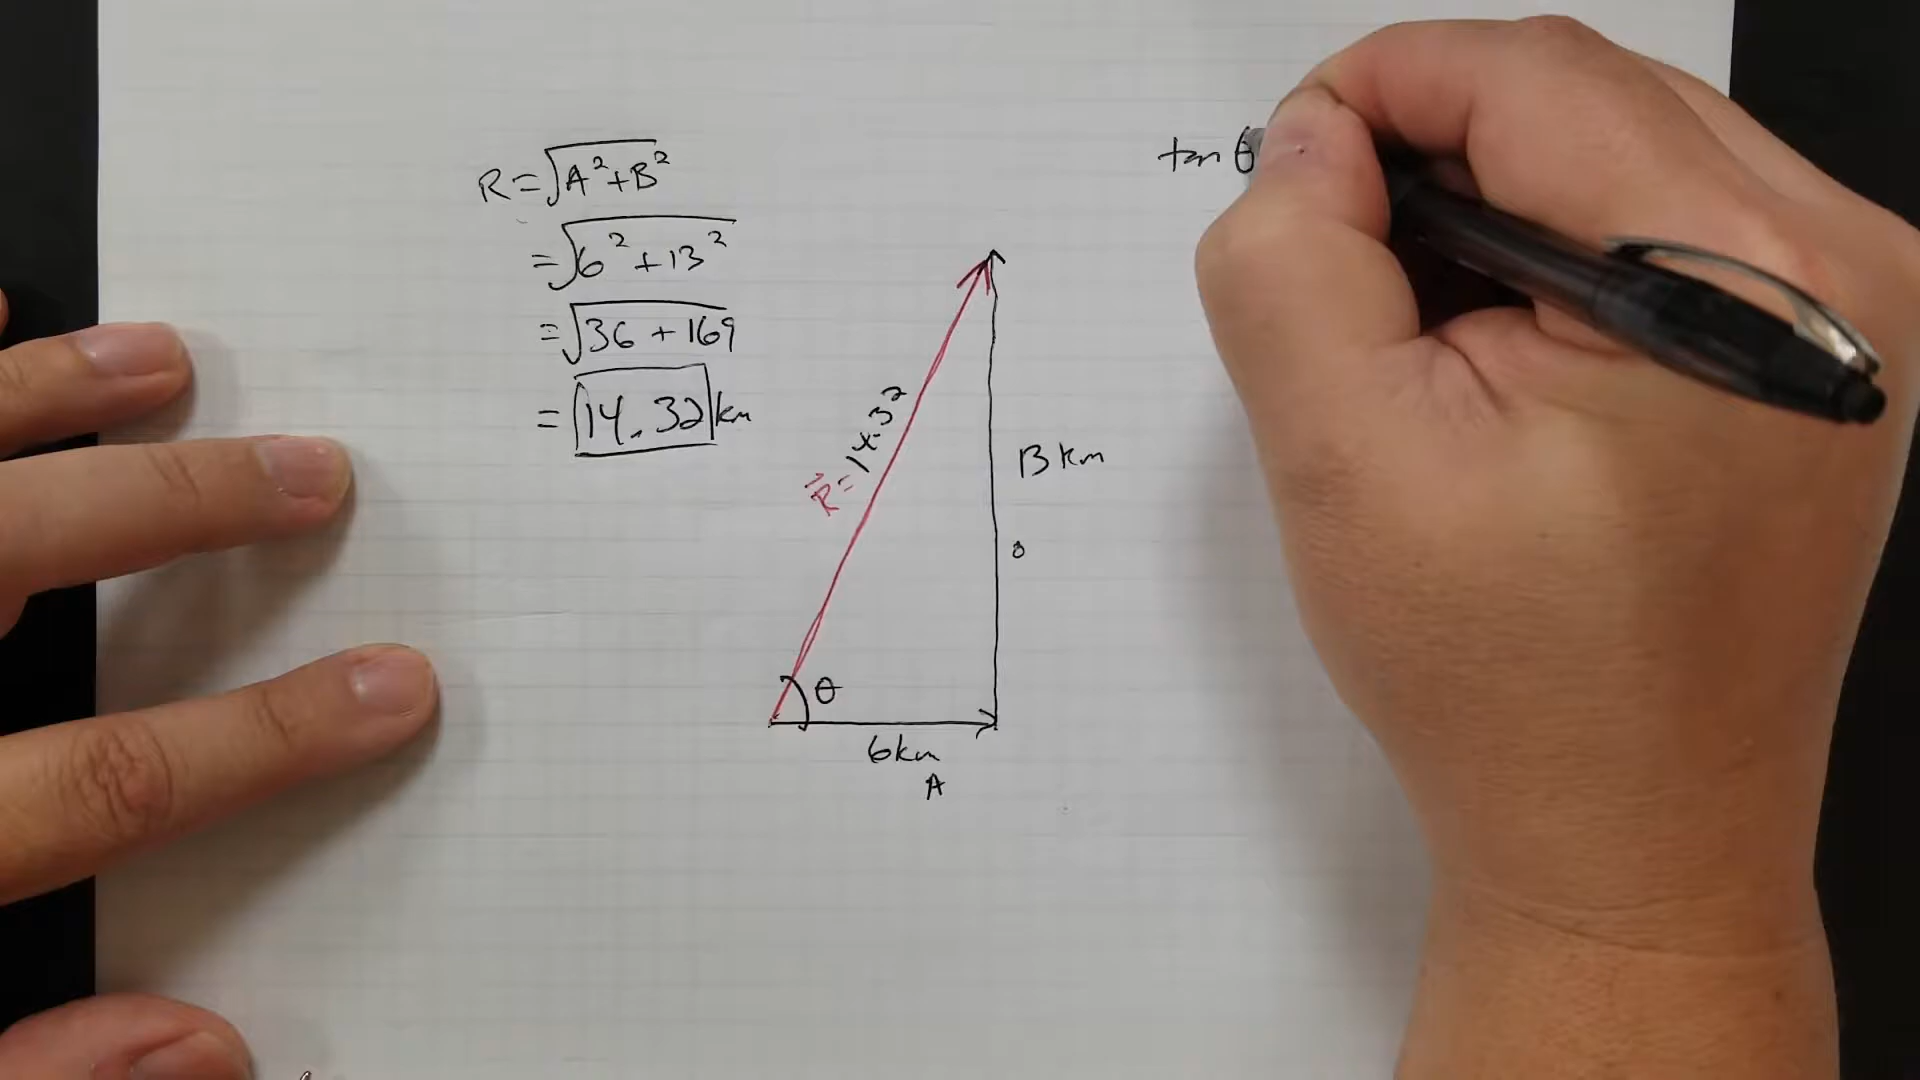 R = √A² + B²
= √6² + 13²
= √36 + 169
= 14.32 km
tan θ
R⃗ = 14.32
13 km
o
θ
6 km
A